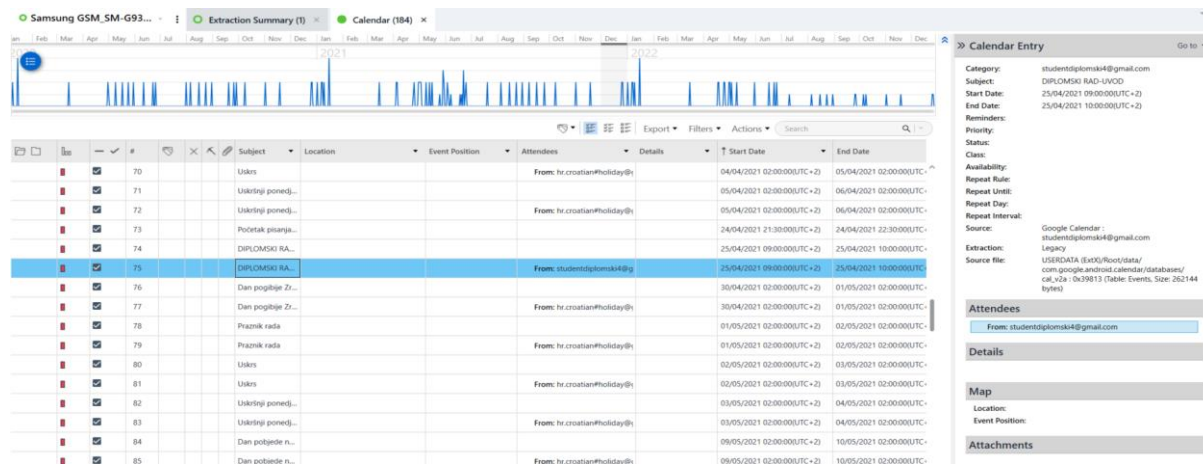 Samsung GSM_SM-G93... Extraction Summary (1) × Calendar (184) ×
Feb Mar Apr May Jun Jul Aug Sep Oct Nov Dec Jan Feb Mar Apr May Jun Jul Aug Sep Oct Nov Dec Jan Feb Mar Apr May Jun Jul Aug Sep Oct Nov Dec
2021 2022
Export Filters Actions Search
# Subject Location Event Position Attendees Details Start Date End Date
70 Uskrs From: hr.croatian#holiday@ 04/04/2021 02:00:00(UTC+2) 05/04/2021 02:00:00(UTC+
71 Uskršnji ponedj... 05/04/2021 02:00:00(UTC+2) 06/04/2021 02:00:00(UTC+
72 Uskršnji ponedj... From: hr.croatian#holiday@ 05/04/2021 02:00:00(UTC+2) 06/04/2021 02:00:00(UTC+
73 Početak pisanja... 24/04/2021 21:30:00(UTC+2) 24/04/2021 22:30:00(UTC+
74 DIPLOMSKI RA... 25/04/2021 09:00:00(UTC+2) 25/04/2021 10:00:00(UTC+
75 DIPLOMSKI RA... From: studentdiplomski4@g 25/04/2021 09:00:00(UTC+2) 25/04/2021 10:00:00(UTC+
76 Dan pogibije Zr... 30/04/2021 02:00:00(UTC+2) 01/05/2021 02:00:00(UTC+
77 Dan pogibije Zr... From: hr.croatian#holiday@ 30/04/2021 02:00:00(UTC+2) 01/05/2021 02:00:00(UTC+
78 Praznik rada 01/05/2021 02:00:00(UTC+2) 02/05/2021 02:00:00(UTC+
79 Praznik rada From: hr.croatian#holiday@ 01/05/2021 02:00:00(UTC+2) 02/05/2021 02:00:00(UTC+
80 Uskrs 02/05/2021 02:00:00(UTC+2) 03/05/2021 02:00:00(UTC+
81 Uskrs From: hr.croatian#holiday@ 02/05/2021 02:00:00(UTC+2) 03/05/2021 02:00:00(UTC+
82 Uskršnji ponedj... 03/05/2021 02:00:00(UTC+2) 04/05/2021 02:00:00(UTC+
83 Uskršnji ponedj... From: hr.croatian#holiday@ 03/05/2021 02:00:00(UTC+2) 04/05/2021 02:00:00(UTC+
84 Dan pobjede n... 09/05/2021 02:00:00(UTC+2) 10/05/2021 02:00:00(UTC+
85 Dan pobjede n... From: hr.croatian#holiday@ 09/05/2021 02:00:00(UTC+2) 10/05/2021 02:00:00(UTC+
Calendar Entry Go to
Category: studentdiplomski4@gmail.com
Subject: DIPLOMSKI RAD-UVOD
Start Date: 25/04/2021 09:00:00(UTC+2)
End Date: 25/04/2021 10:00:00(UTC+2)
Reminders:
Priority:
Status:
Class:
Availability:
Repeat Rule:
Repeat Until:
Repeat Day:
Repeat Interval:
Source: Google Calendar :
studentdiplomski4@gmail.com
Extraction: Legacy
Source file: USERDATA (ExtX)/Root/data/
com.google.android.calendar/databases/
cal_v2a : 0x39813 (Table: Events, Size: 262144
bytes)
Attendees
From: studentdiplomski4@gmail.com
Details
Map
Location:
Event Position:
Attachments